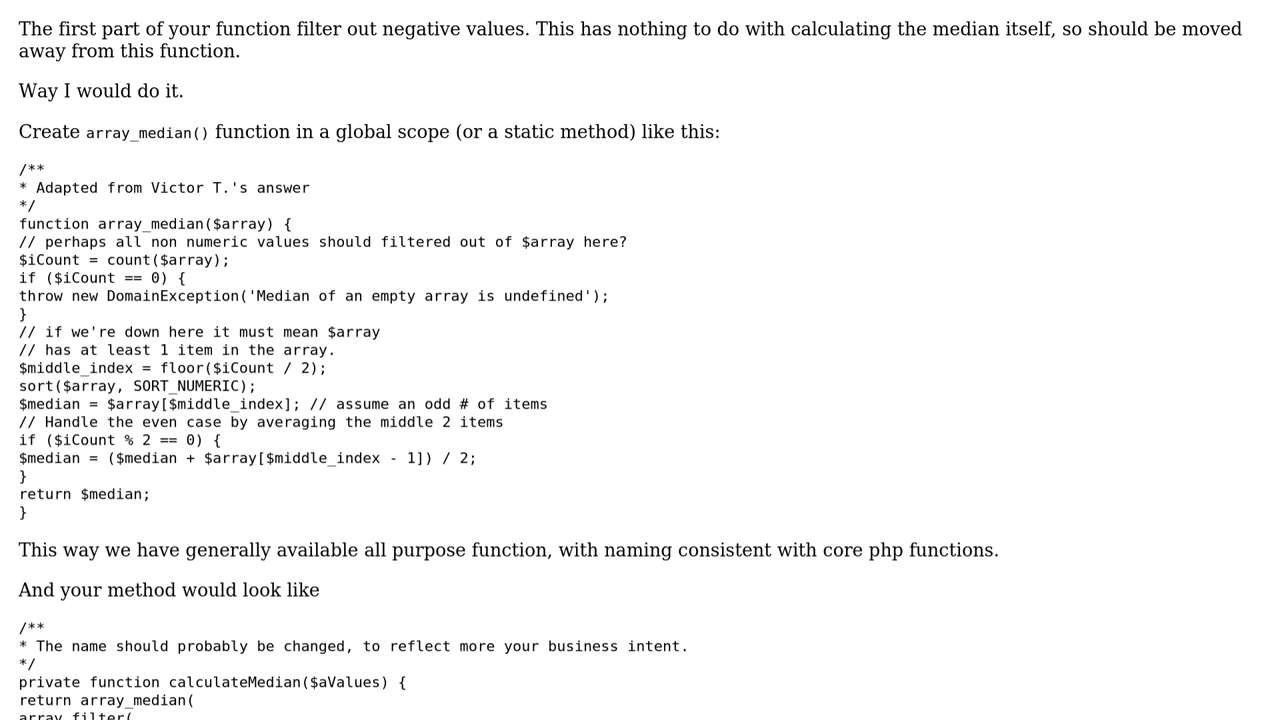 The first part of your function filter out negative values. This has nothing to do with calculating the median itself, so should be moved
away from this function.
Way I would do it.
Create array_median() function in a global scope (or a static method) like this:
/**
* Adapted from Victor T.'s answer
*/
function array_median($array) {
// perhaps all non numeric values should filtered out of $array here?
$iCount = count($array);
if ($iCount == 0) {
throw new DomainException('Median of an empty array is undefined');
}
// if we're down here it must mean $array
// has at least 1 item in the array.
$middle_index = floor($iCount / 2);
sort($array, SORT_NUMERIC);
$median = $array[$middle_index]; // assume an odd # of items
// Handle the even case by averaging the middle 2 items
if ($iCount % 2 == 0) {
$median = ($median + $array[$middle_index - 1]) / 2;
}
return $median;
}
This way we have generally available all purpose function, with naming consistent with core php functions.
And your method would look like
/**
* The name should probably be changed, to reflect more your business intent.
*/
private function calculateMedian($aValues) {
return array_median(
array_filter(